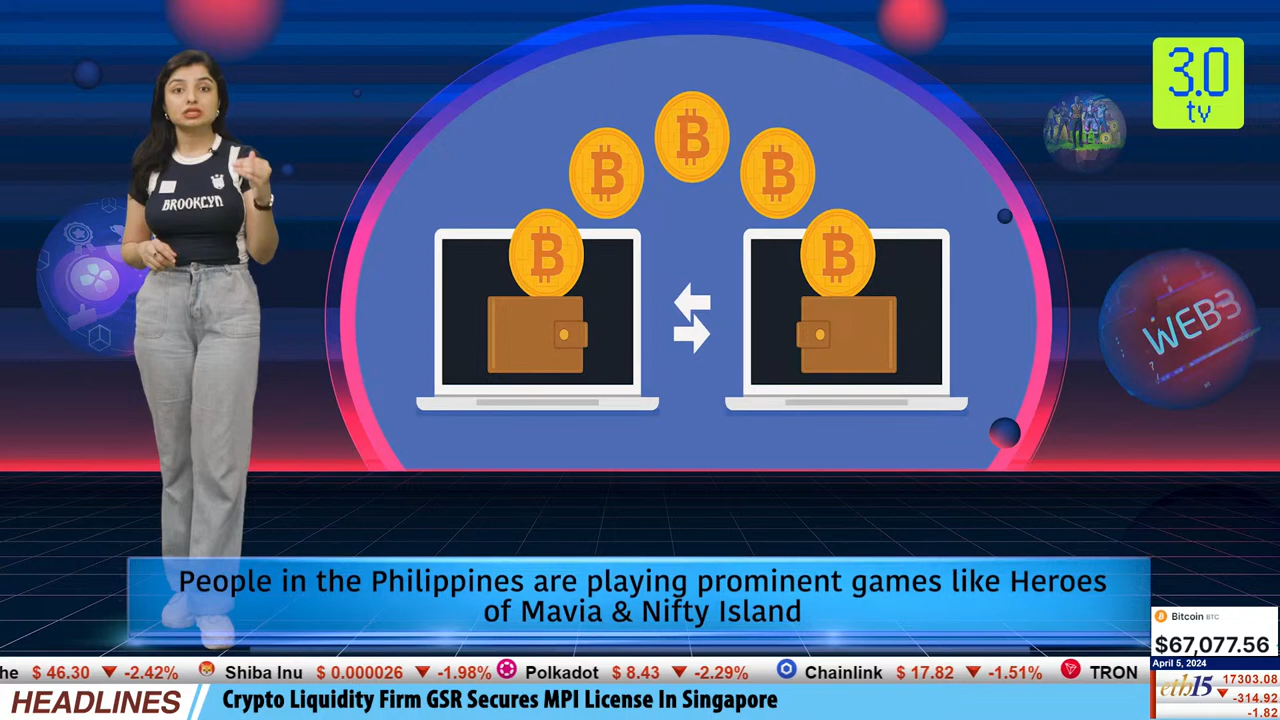 3.0
tv
BROOKLYN
WEB3
People in the Philippines are playing prominent games like Heroes
of Mavia & Nifty Island
Bitcoin BTC
$67,077.56
April 5, 2024
he $ 46.30 ▼ -2.42% Shiba Inu $ 0.000026 ▼ -1.98% Polkadot $ 8.43 ▼ -2.29% Chainlink $ 17.82 ▼ -1.51% TRON
eth15 17303.08
▼ -314.92
-1.82
HEADLINES Crypto Liquidity Firm GSR Secures MPI License In Singapore